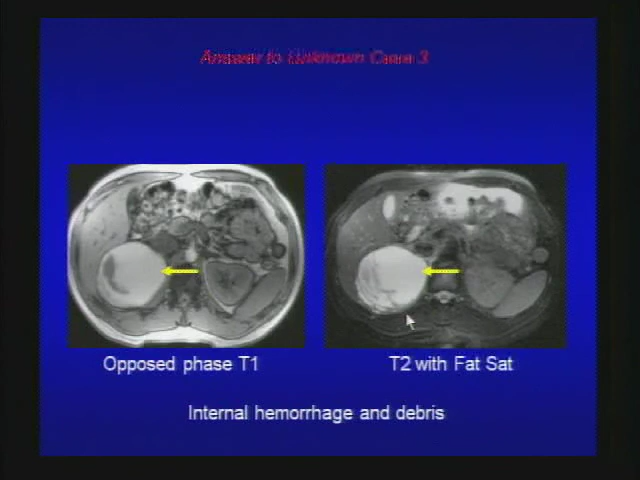 Answer to Unknown Case 3
Opposed phase T1
T2 with Fat Sat
Internal hemorrhage and debris